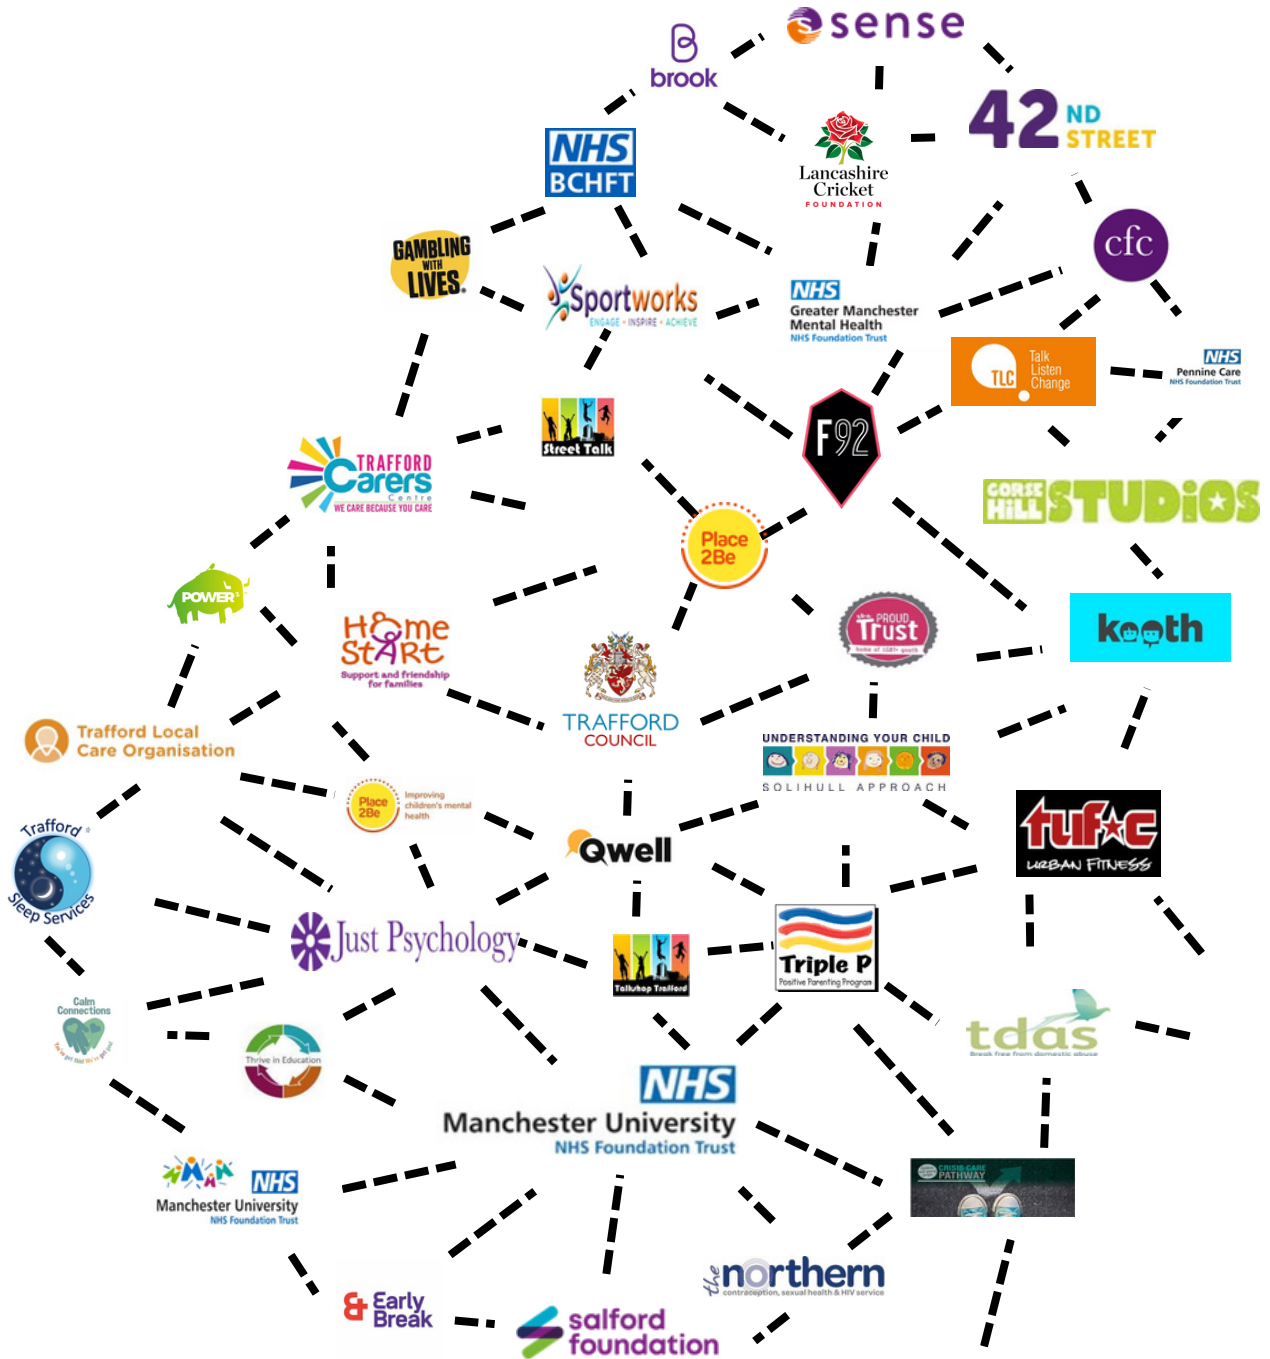 sense
brook
42 ND
STREET
NHS
BCHFT
Lancashire
Cricket
FOUNDATION
GAMBLING
WITH
LIVES.
cfc
Sportworks
ENGAGE • INSPIRE • ACHIEVE
NHS
Greater Manchester
Mental Health
NHS Foundation Trust
TLC
Talk
Listen
Change
NHS
Pennine Care
NHS Foundation Trust
Street Talk
F92
TRAFFORD
Carers
Centre
WE CARE BECAUSE YOU CARE
GORSE
HiLL
STUDiOS
Place
2Be
POWER
Home
StARt
Support and friendship
for families
the PROUD
Trust
home of LGBT+ youth
kooth
TRAFFORD
COUNCIL
Trafford Local
Care Organisation
UNDERSTANDING YOUR CHILD
SOLIHULL APPROACH
Place
2Be
Improving
children's mental
health
Trafford
Sleep Services
Qwell
tuf★c
URBAN FITNESS
Just Psychology
Talkshop Trafford
Triple P
Positive Parenting Program
Calm
Connections
Thrive in Education
tdas
Break free from domestic abuse
NHS
Manchester University
NHS Foundation Trust
NHS
Manchester University
NHS Foundation Trust
CRISIS-CARE
PATHWAY
the northern
contraception, sexual health & HIV service
Early
Break
salford
foundation